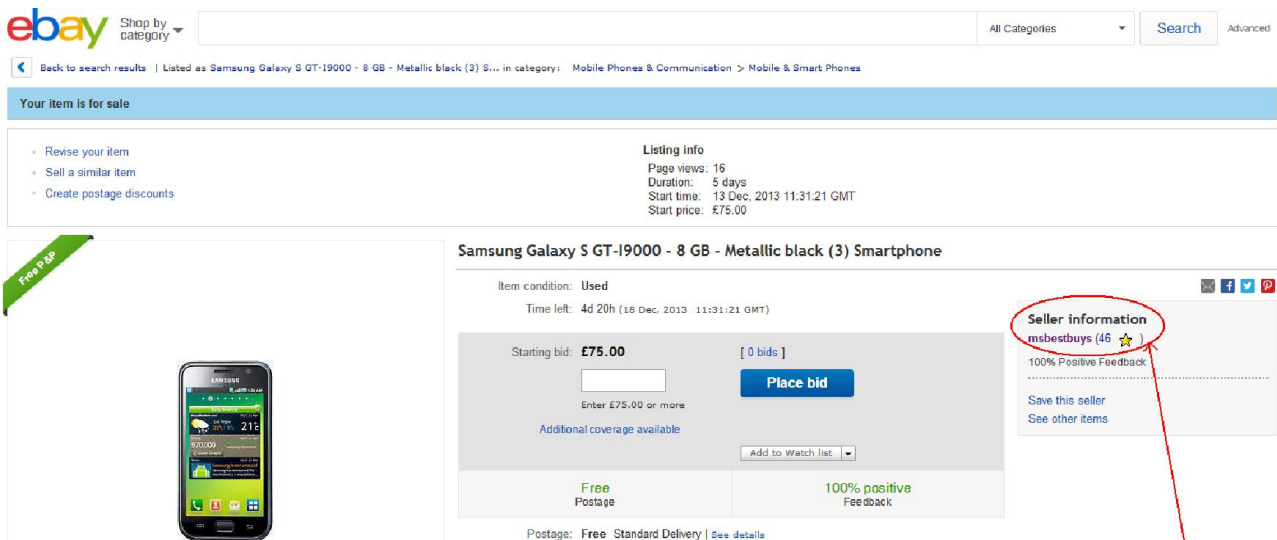 ebay
Shop by
category
All Categories
Search
Advanced
Back to search results | Listed as Samsung Galaxy S GT-I9000 - 8 GB - Metallic black (3) S... in category: Mobile Phones & Communication > Mobile & Smart Phones
Your item is for sale
Revise your item
Sell a similar item
Create postage discounts
Listing info
Page views: 16
Duration: 5 days
Start time: 13 Dec, 2013 11:31:21 GMT
Start price: £75.00
Free P&P
Samsung Galaxy S GT-I9000 - 8 GB - Metallic black (3) Smartphone
Item condition: Used
Time left: 4d 20h (18 Dec, 2013 11:31:21 GMT)
Starting bid: £75.00 [ 0 bids ]
Place bid
Enter £75.00 or more
Additional coverage available
Add to Watch list
Free
Postage
100% positive
Feedback
Postage: Free Standard Delivery | See details
Seller information
msbestbuys (46 )
100% Positive Feedback
Save this seller
See other items
SAMSUNG
Las Vegas
21°
970,000